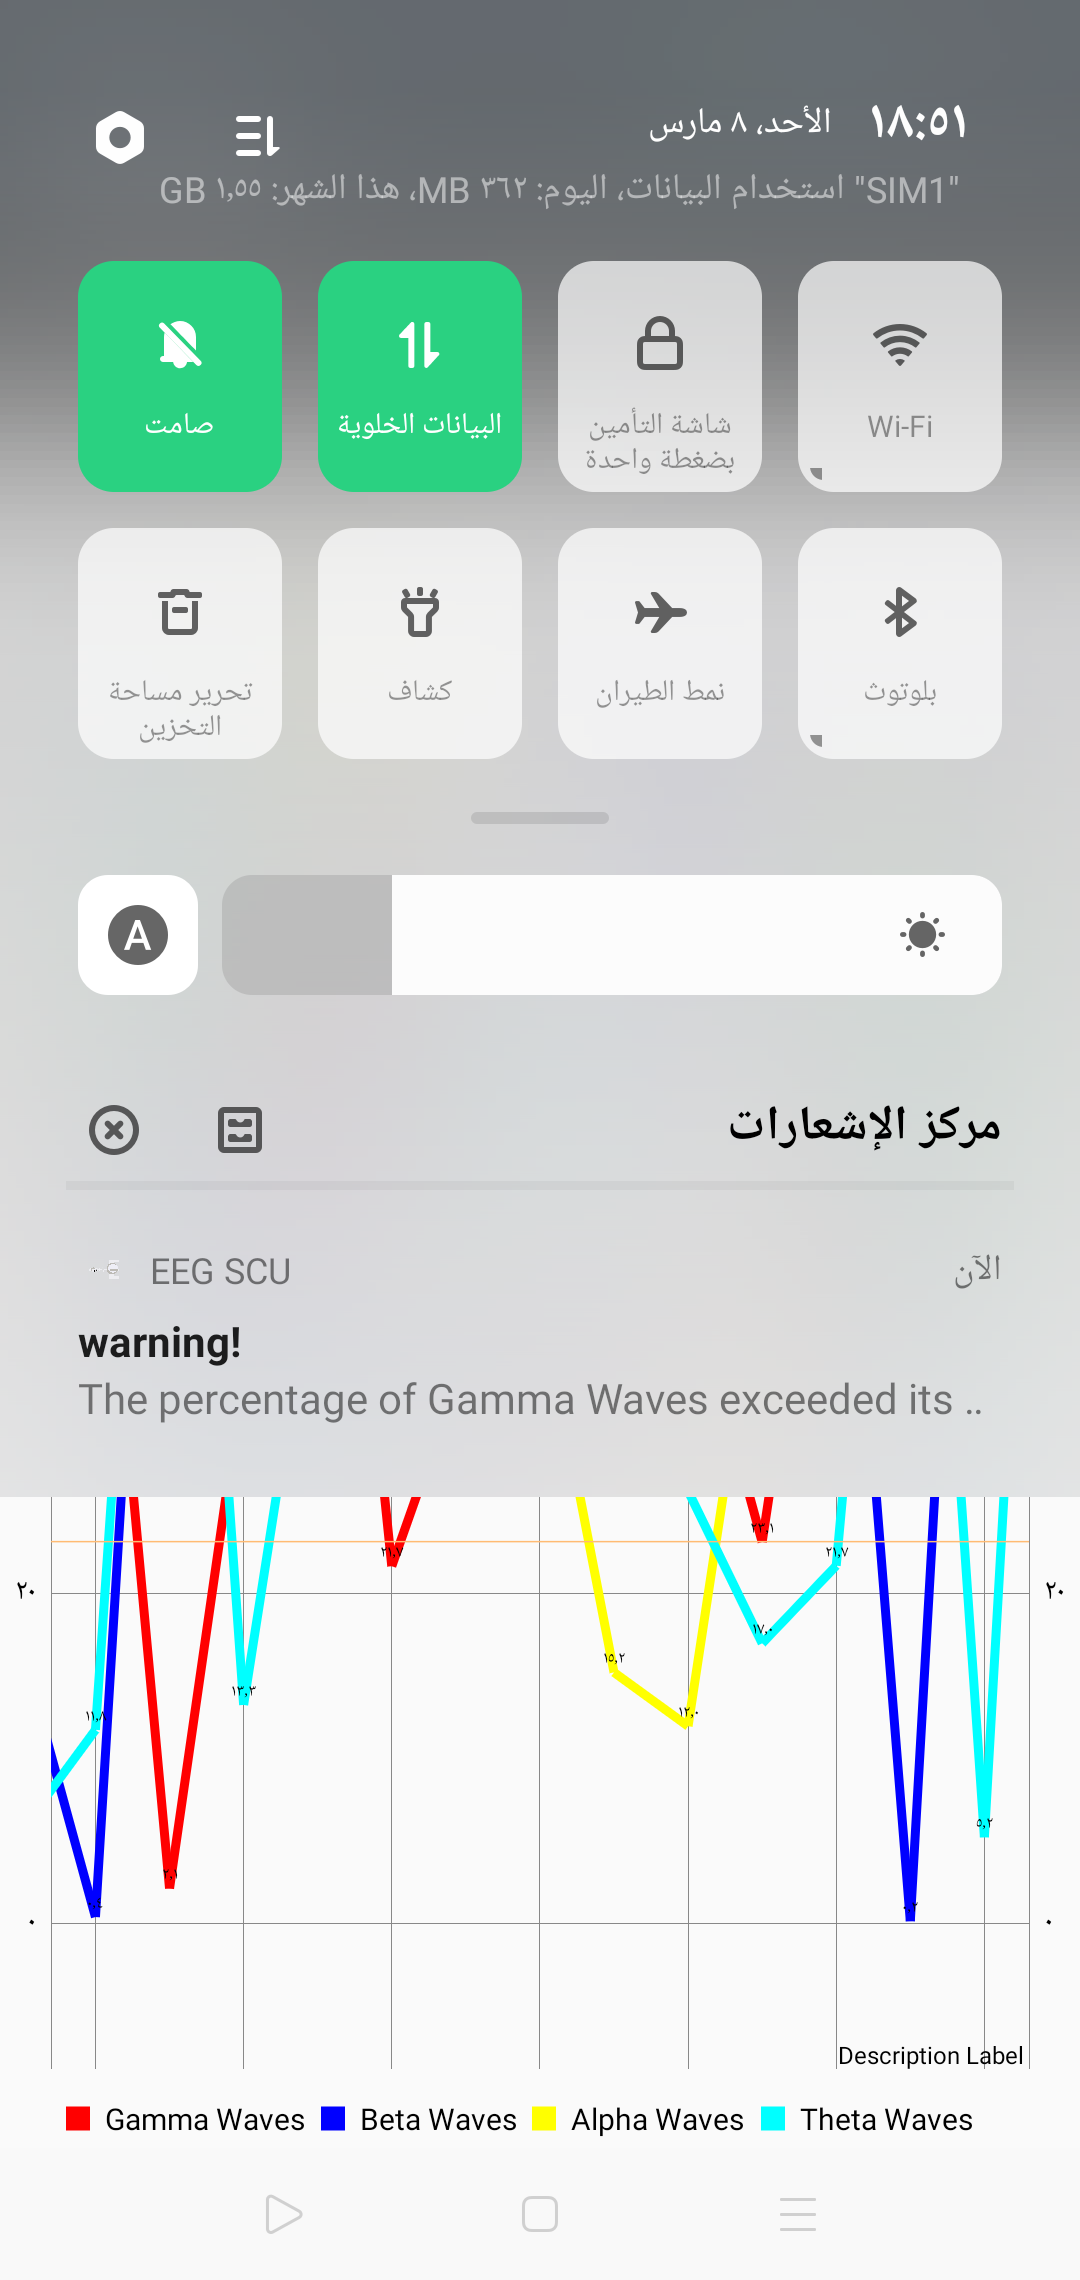 ١٨:٥١ الأحد، ٨ مارس
"SIM1" استخدام البيانات، اليوم: ٣٦٢ MB، هذا الشهر: ١,٥٥ GB
Wi-Fi
شاشة التأمين بضغطة واحدة
البيانات الخلوية
صامت
بلوتوث
نمط الطيران
كشاف
تحرير مساحة التخزين
A
مركز الإشعارات
EEG SCU الآن
warning!
The percentage of Gamma Waves exceeded its ..
٢٣,١
٢١,٧ ٢١,٧
٢٠ ٢٠
١٧,٠
١٥,٢
١٣,٣
١٢,٠
١١,٨
٥,٢
٢,١
٠ ٠
Description Label
Gamma Waves Beta Waves Alpha Waves Theta Waves